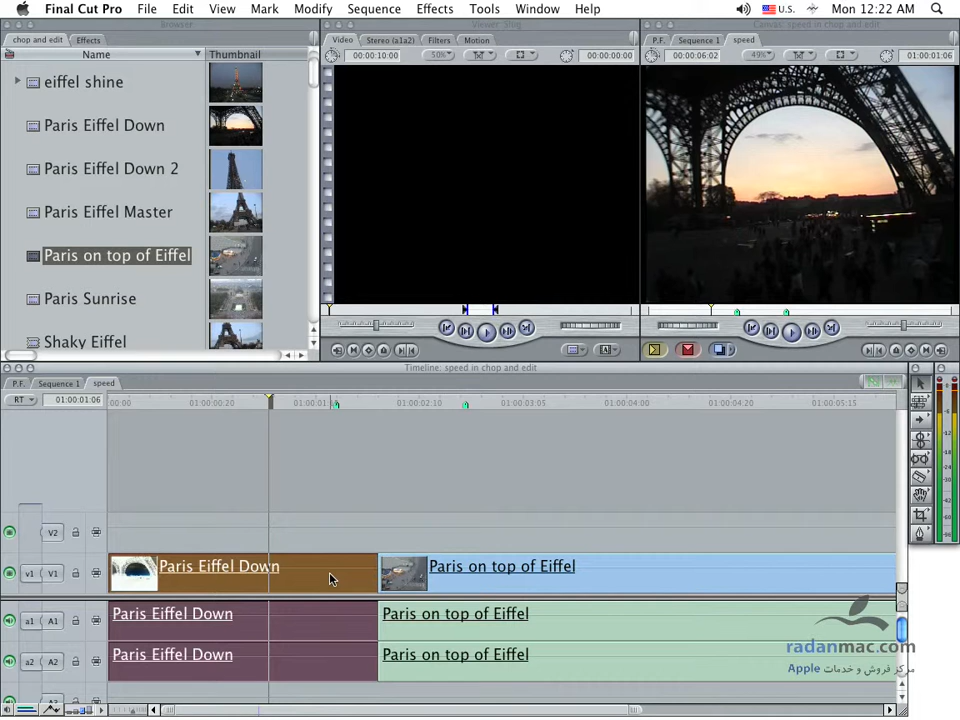 Final Cut Pro File Edit View Mark Modify Sequence Effects Tools Window Help U.S. Mon 12:22 AM
Browser
Viewer: Slug
Canvas: speed in chop and edit
chop and edit Effects
Video Stereo (a1a2) Filters Motion
P.F. Sequence 1 speed
Name Thumbnail
00:00:10:00 50% 00:00:00:00
00:00:06:02 49% 01:00:01:06
eiffel shine
Paris Eiffel Down
Paris Eiffel Down 2
Paris Eiffel Master
Paris on top of Eiffel
Paris Sunrise
Shaky Eiffel
Timeline: speed in chop and edit
P.F. Sequence 1 speed
RT 01:00:01:06
00:00 01:00:00:20 01:00:02:10 01:00:03:05 01:00:04:00 01:00:04:20 01:00:05:15
V2
v1 V1 Paris Eiffel Down Paris on top of Eiffel
a1 A1 Paris Eiffel Down Paris on top of Eiffel
a2 A2 Paris Eiffel Down Paris on top of Eiffel
radanmac.com
مرکز فروش و خدمات Apple